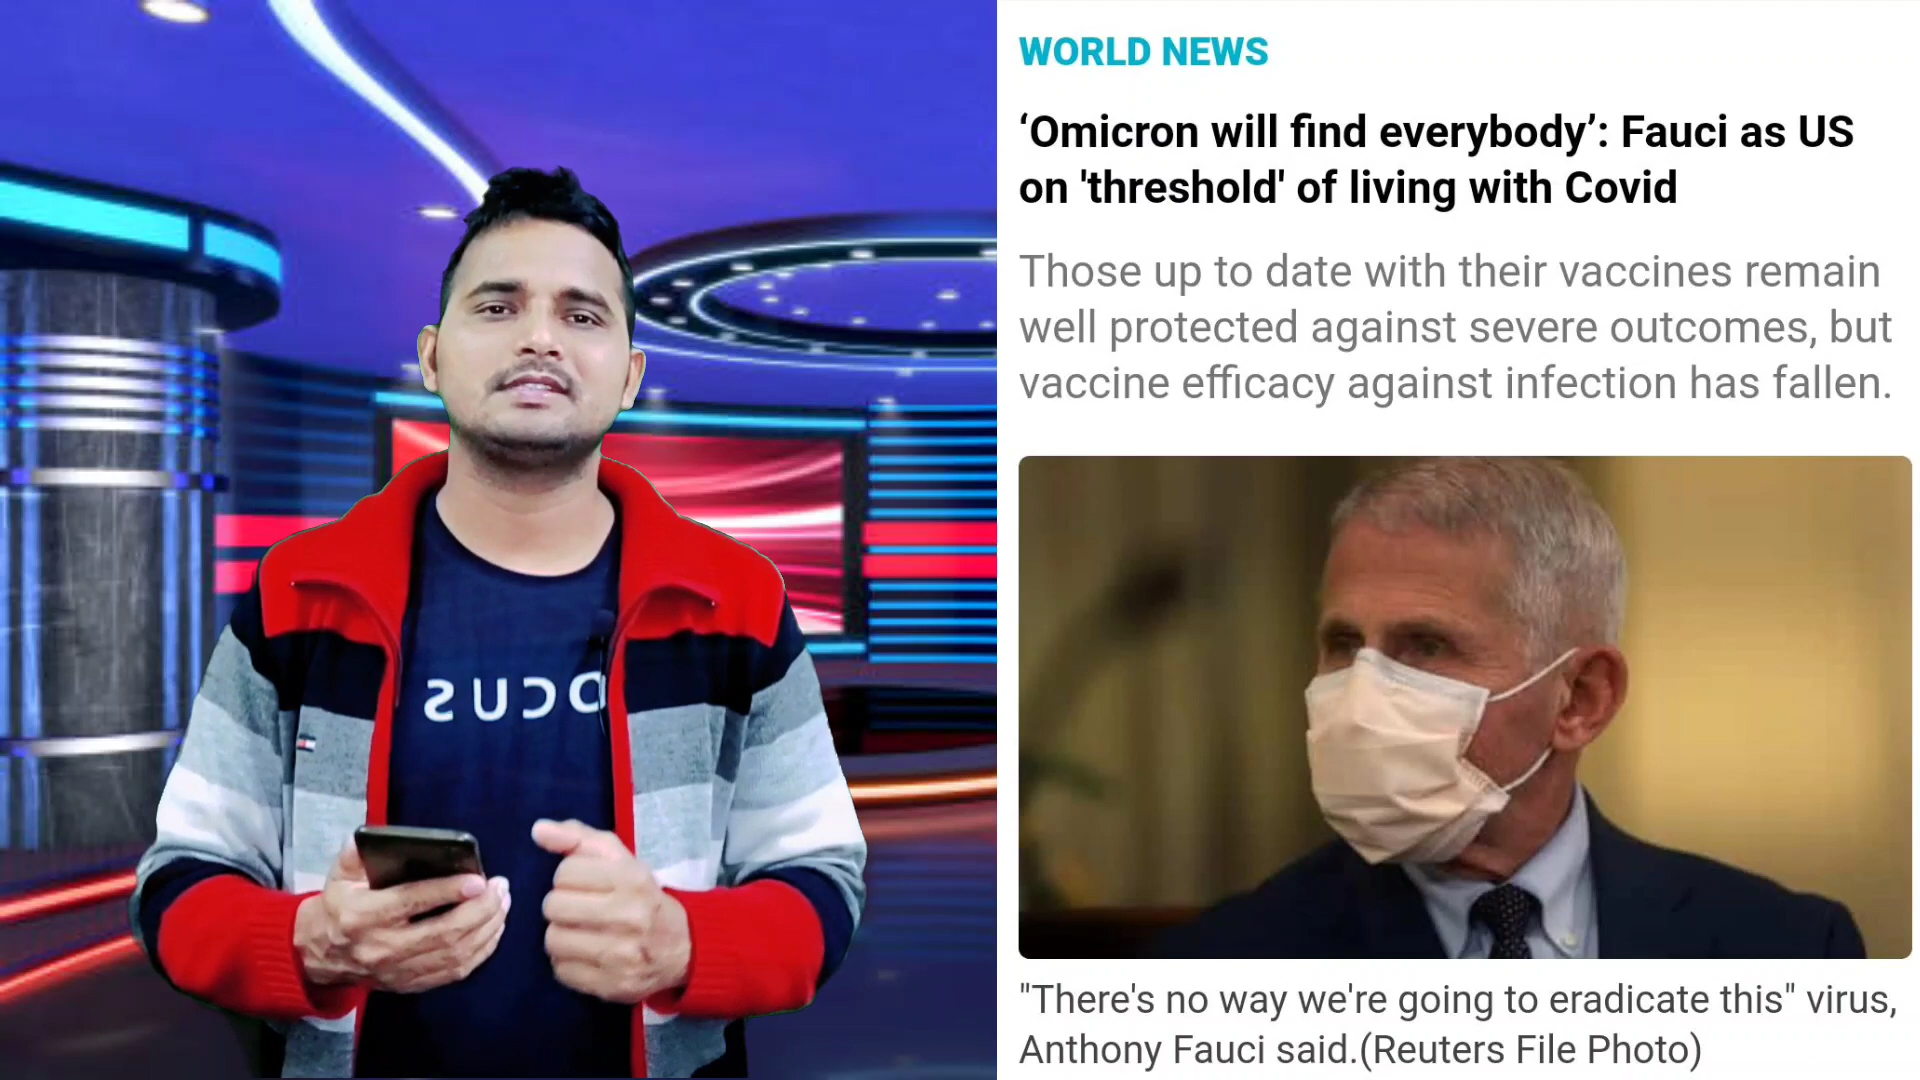 WORLD NEWS
‘Omicron will find everybody’: Fauci as US
on 'threshold' of living with Covid
Those up to date with their vaccines remain
well protected against severe outcomes, but
vaccine efficacy against infection has fallen.
"There's no way we're going to eradicate this" virus,
Anthony Fauci said.(Reuters File Photo)